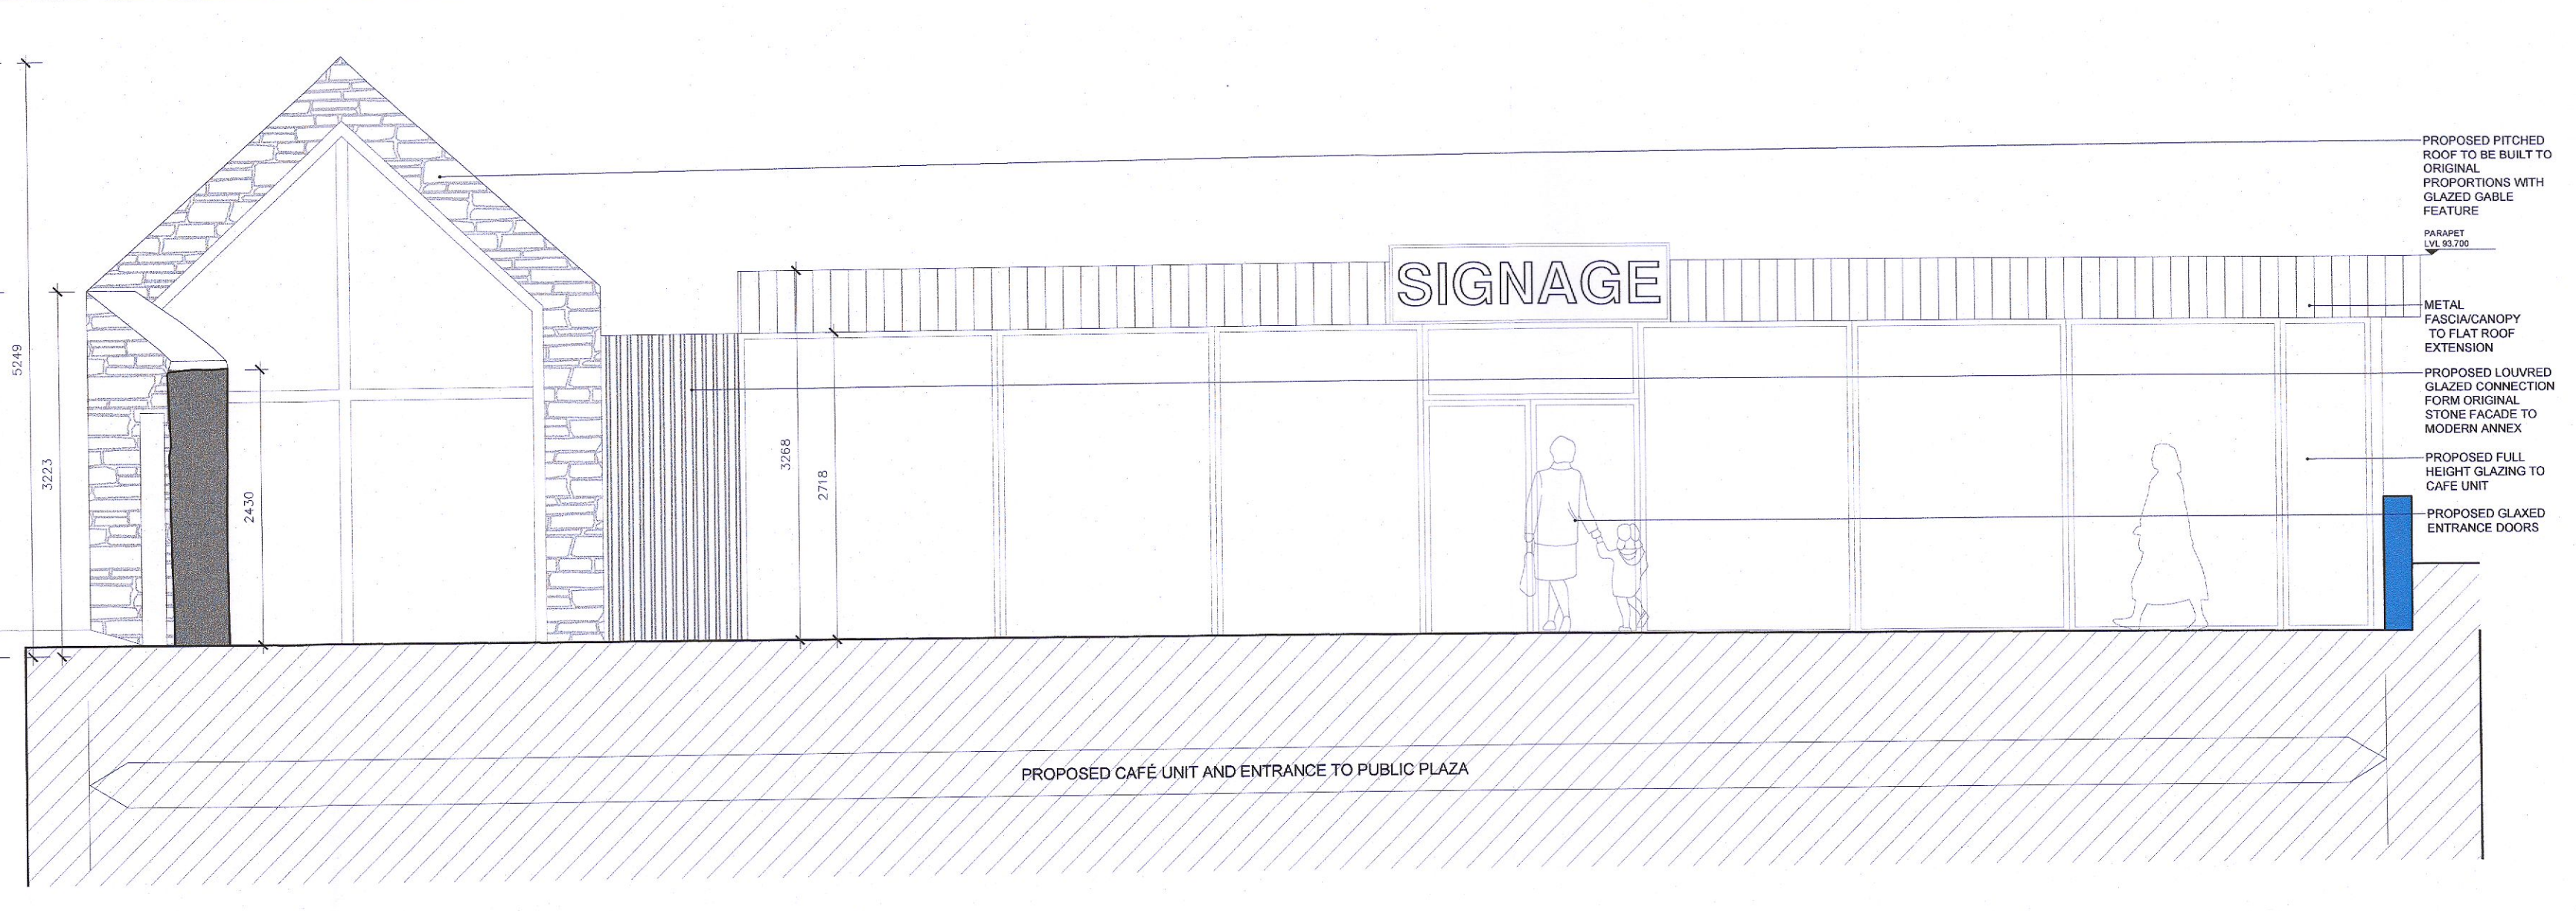 PROPOSED PITCHED
ROOF TO BE BUILT TO
ORIGINAL
PROPORTIONS WITH
GLAZED GABLE
FEATURE
PARAPET
LVL 93.700
SIGNAGE
METAL
FASCIA/CANOPY
TO FLAT ROOF
EXTENSION
PROPOSED LOUVRED
GLAZED CONNECTION
FORM ORIGINAL
STONE FACADE TO
MODERN ANNEX
PROPOSED FULL
HEIGHT GLAZING TO
CAFE UNIT
PROPOSED GLAXED
ENTRANCE DOORS
5249
3223
2430
3268
2718
PROPOSED CAFÉ UNIT AND ENTRANCE TO PUBLIC PLAZA